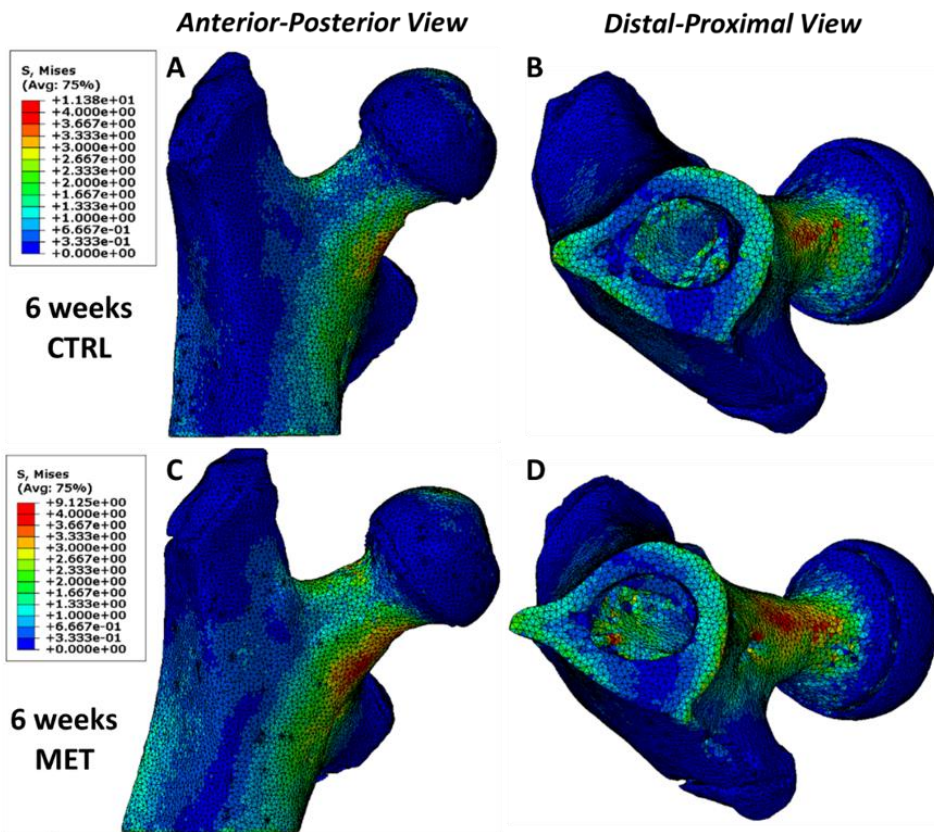 Anterior-Posterior View
Distal-Proximal View
A
B
S, Mises
(Avg: 75%)
+1.138e+01
+4.000e+00
+3.667e+00
+3.333e+00
+3.000e+00
+2.667e+00
+2.333e+00
+2.000e+00
+1.667e+00
+1.333e+00
+1.000e+00
+6.667e-01
+3.333e-01
+0.000e+00
6 weeks
CTRL
C
D
S, Mises
(Avg: 75%)
+9.125e+00
+4.000e+00
+3.667e+00
+3.333e+00
+3.000e+00
+2.667e+00
+2.333e+00
+2.000e+00
+1.667e+00
+1.333e+00
+1.000e+00
+6.667e-01
+3.333e-01
+0.000e+00
6 weeks
MET